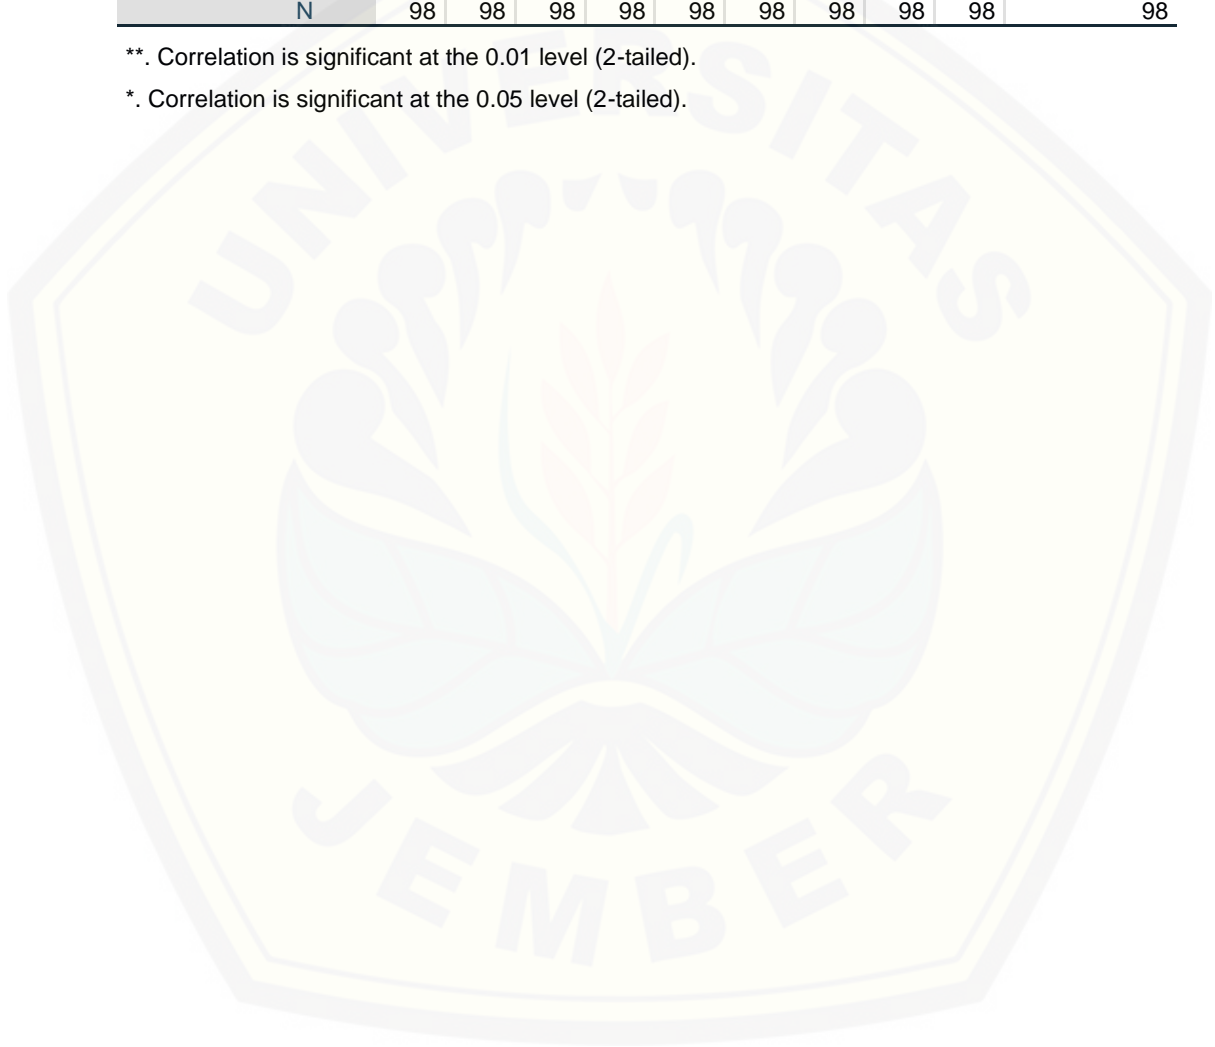 N 98 98 98 98 98 98 98 98 98 98
**. Correlation is significant at the 0.01 level (2-tailed).
*. Correlation is significant at the 0.05 level (2-tailed).
UNIVERSITAS
JEMBER